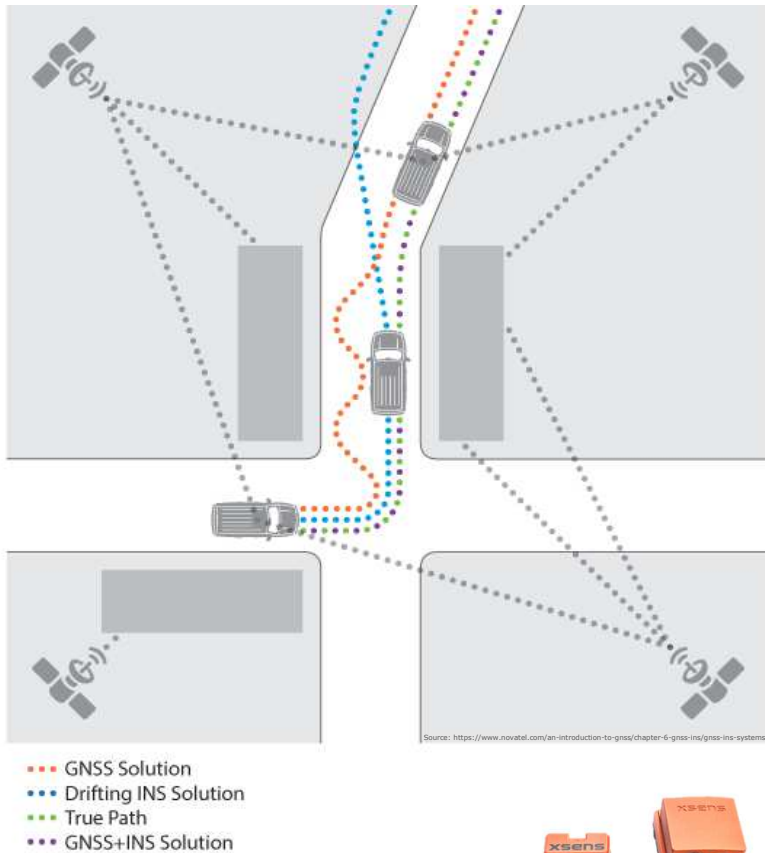 Source: https://www.novatel.com/an-introduction-to-gnss/chapter-6-gnss-ins/gnss-ins-systems
GNSS Solution
Drifting INS Solution
True Path
GNSS+INS Solution
xsens
xsens